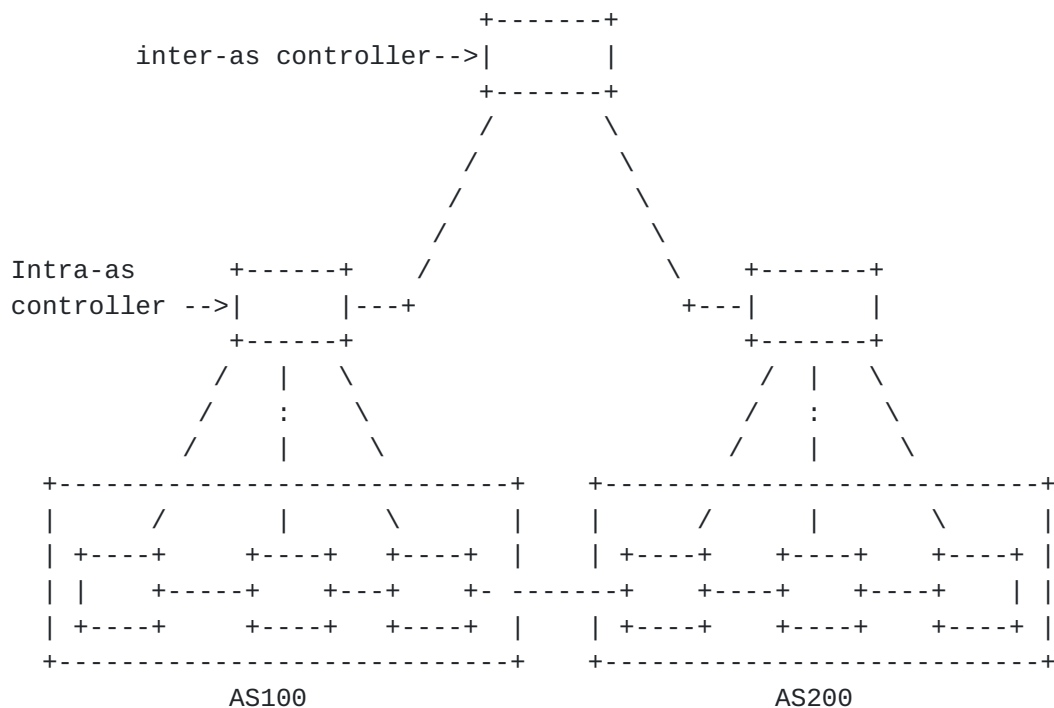 inter-as controller-->
Intra-as
controller -->
AS100
AS200